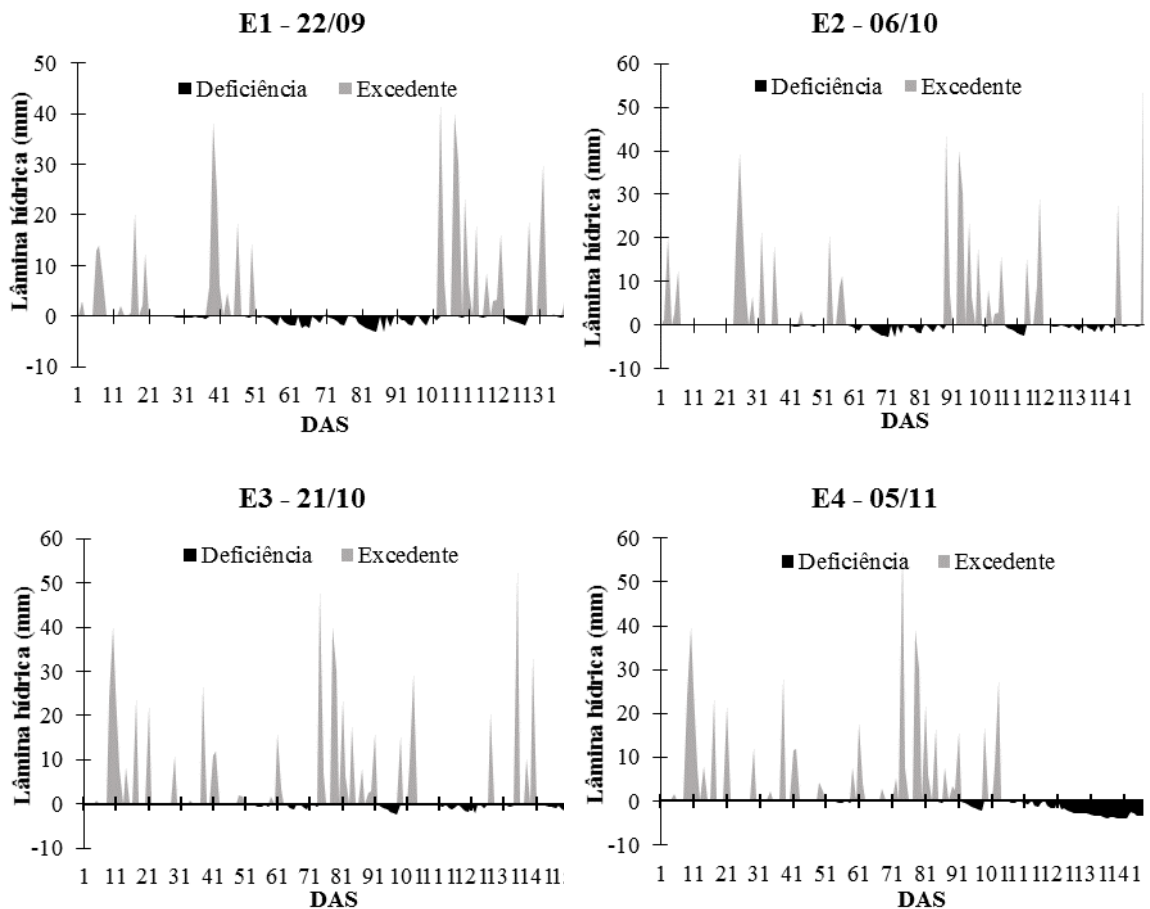 E1 - 22/09
Deficiência Excedente
Lâmina hídrica (mm)
50
40
30
20
10
0
-10
1 11 21 31 41 51 61 71 81 91 101 111 121 131
DAS
E2 - 06/10
Deficiência Excedente
Lâmina hídrica (mm)
60
50
40
30
20
10
0
-10
1 11 21 31 41 51 61 71 81 91 101 111 121 131 141
DAS
E3 - 21/10
Deficiência Excedente
Lâmina hídrica (mm)
60
50
40
30
20
10
0
-10
1 11 21 31 41 51 61 71 81 91 101 111 121 131 141
DAS
E4 - 05/11
Deficiência Excedente
Lâmina hídrica (mm)
60
50
40
30
20
10
0
-10
1 11 21 31 41 51 61 71 81 91 101 111 121 131 141
DAS